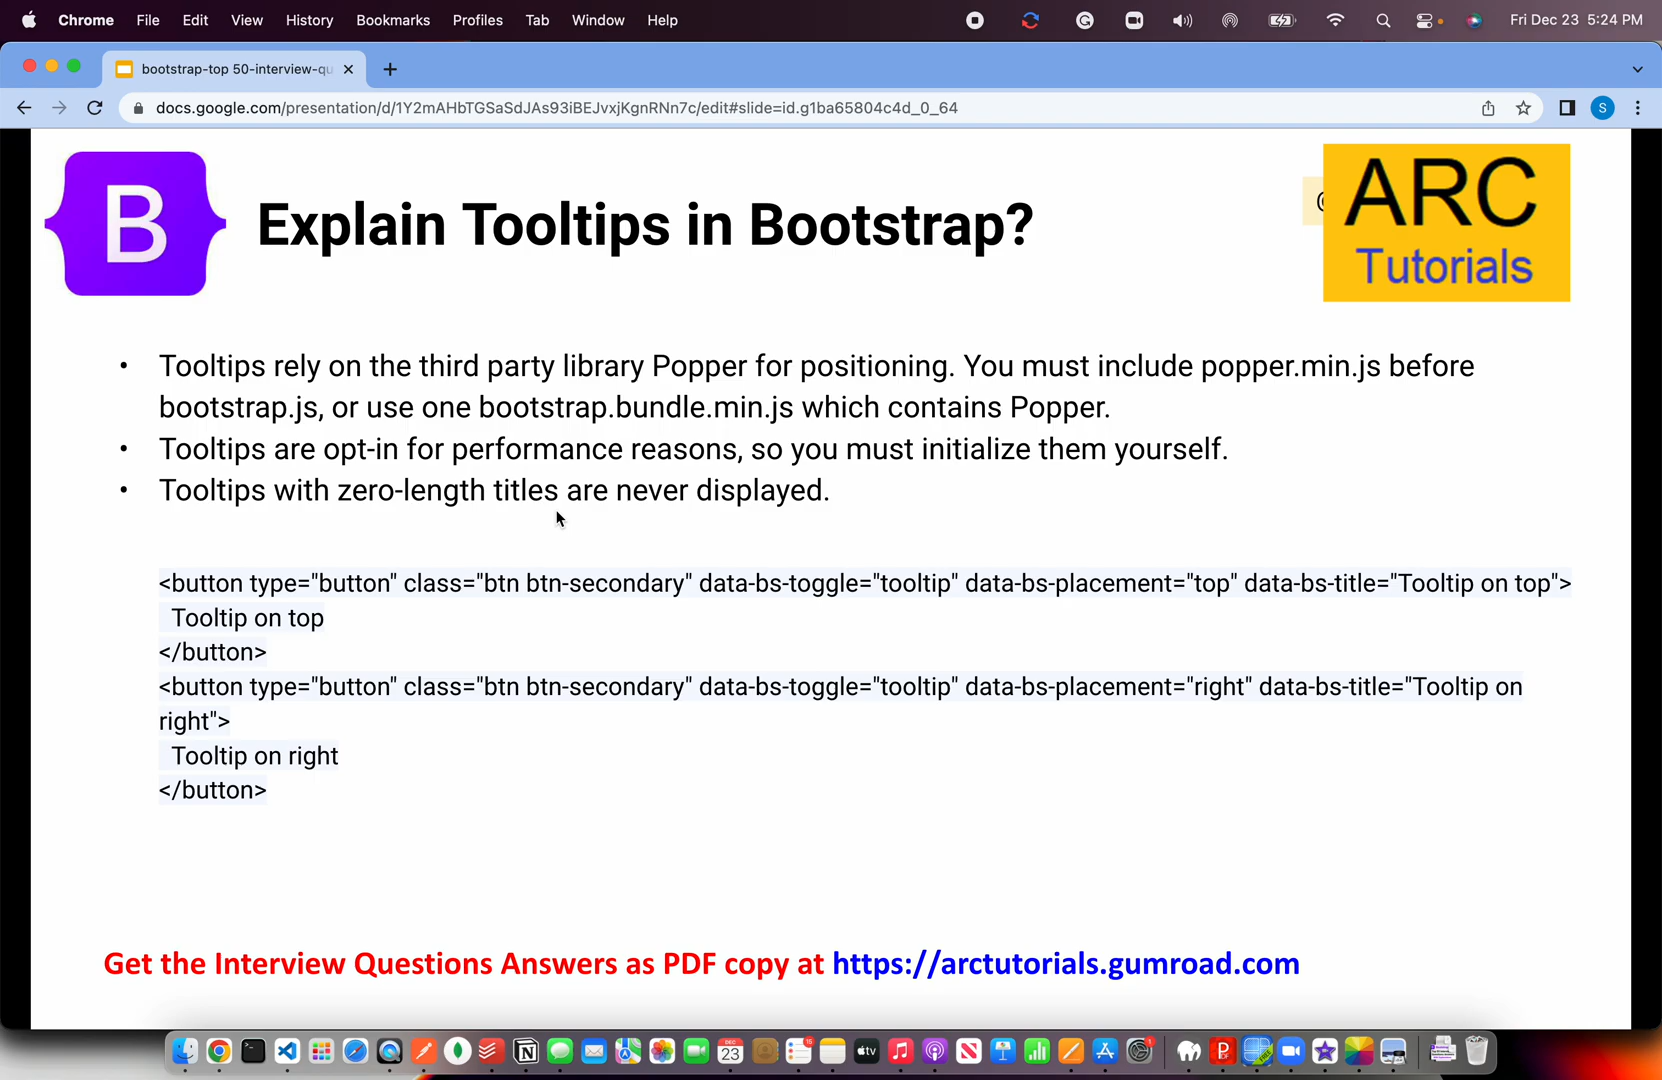 Chrome File Edit View History Bookmarks Profiles Tab Window Help Fri Dec 23 5:24 PM
bootstrap-top 50-interview-qu
docs.google.com/presentation/d/1Y2mAHbTGSaSdJAs93iBEJvxjKgnRNn7c/edit#slide=id.g1ba65804c4d_0_64
S
B
Explain Tooltips in Bootstrap?
ARC
Tutorials
• Tooltips rely on the third party library Popper for positioning. You must include popper.min.js before
bootstrap.js, or use one bootstrap.bundle.min.js which contains Popper.
• Tooltips are opt-in for performance reasons, so you must initialize them yourself.
• Tooltips with zero-length titles are never displayed.
<button type="button" class="btn btn-secondary" data-bs-toggle="tooltip" data-bs-placement="top" data-bs-title="Tooltip on top">
Tooltip on top
</button>
<button type="button" class="btn btn-secondary" data-bs-toggle="tooltip" data-bs-placement="right" data-bs-title="Tooltip on
right">
Tooltip on right
</button>
Get the Interview Questions Answers as PDF copy at https://arctutorials.gumroad.com
DEC
23
tv